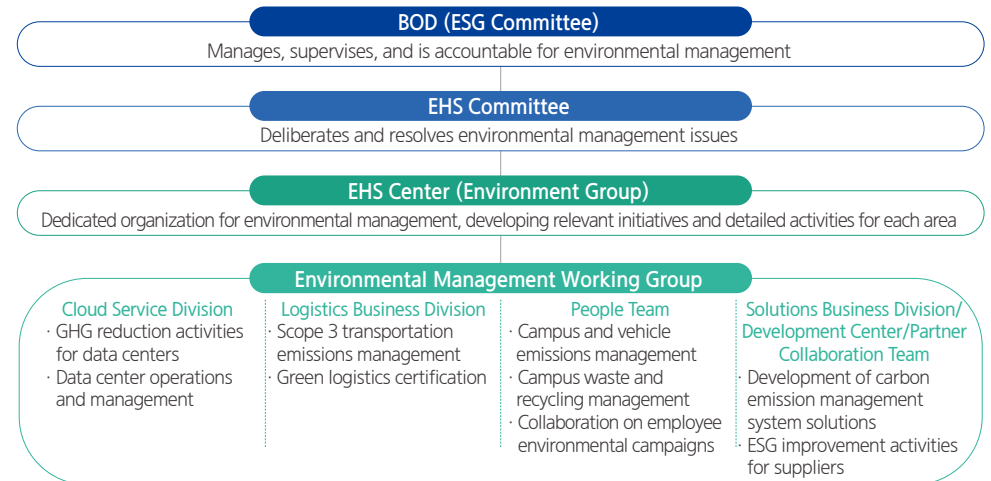 BOD (ESG Committee)
Manages, supervises, and is accountable for environmental management
EHS Committee
Deliberates and resolves environmental management issues
EHS Center (Environment Group)
Dedicated organization for environmental management, developing relevant initiatives and detailed activities for each area
Environmental Management Working Group
Cloud Service Division
· GHG reduction activities
for data centers
· Data center operations
and management
Logistics Business Division
· Scope 3 transportation
emissions management
· Green logistics certification
People Team
· Campus and vehicle
emissions management
· Campus waste and
recycling management
· Collaboration on employee
environmental campaigns
Solutions Business Division/
Development Center/Partner
Collaboration Team
· Development of carbon
emission management
system solutions
· ESG improvement activities
for suppliers